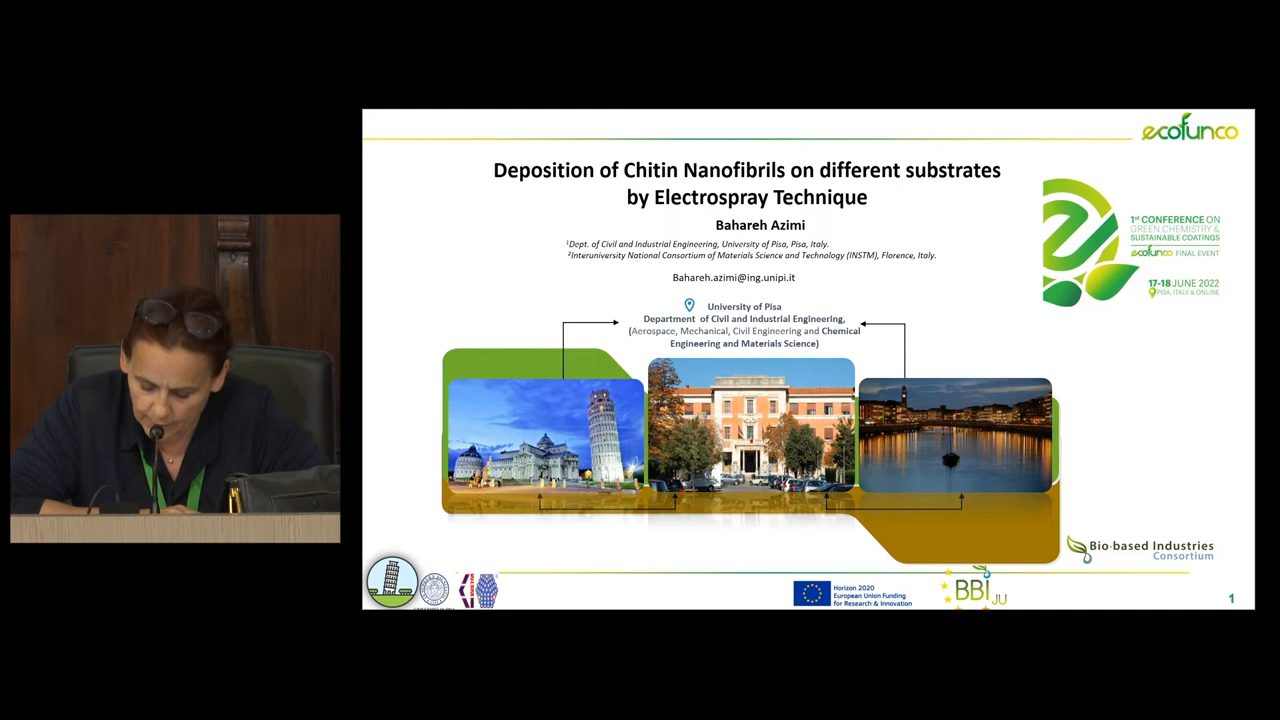 ecofunco
Deposition of Chitin Nanofibrils on different substrates
by Electrospray Technique
Bahareh Azimi
1Dept. of Civil and Industrial Engineering, University of Pisa, Pisa, Italy.
2Interuniversity National Consortium of Materials Science and Technology (INSTM), Florence, Italy.
Bahareh.azimi@ing.unipi.it
1st CONFERENCE ON
GREEN CHEMISTRY &
SUSTAINABLE COATINGS
ecofunco FINAL EVENT
17-18 JUNE 2022
PISA, ITALY & ONLINE
University of Pisa
Department of Civil and Industrial Engineering,
(Aerospace, Mechanical, Civil Engineering and Chemical
Engineering and Materials Science)
Bio-based Industries
Consortium
Horizon 2020
European Union Funding
for Research & Innovation
BBI JU
1